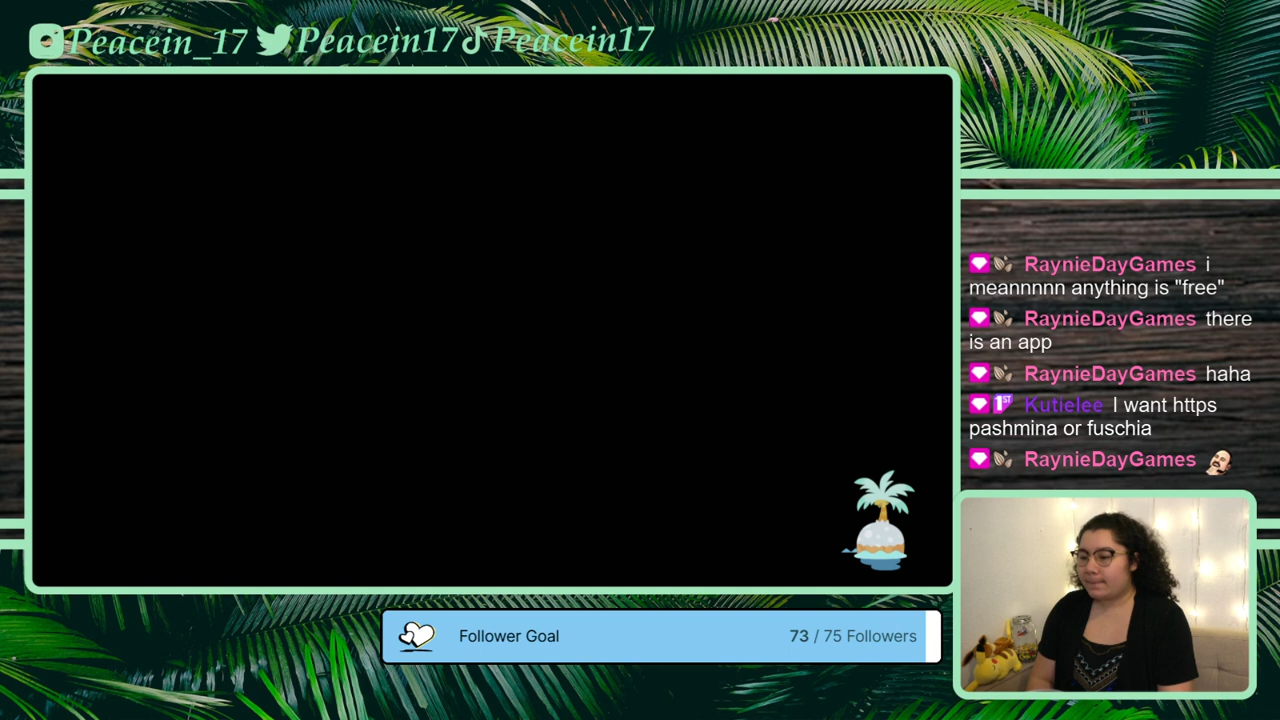 Peacein_17 Peacein17 Peacein17
RaynieDayGames i
meannnnn anything is "free"
RaynieDayGames there
is an app
RaynieDayGames haha
1ST Kutielee I want https
pashmina or fuschia
RaynieDayGames
Follower Goal 73 / 75 Followers